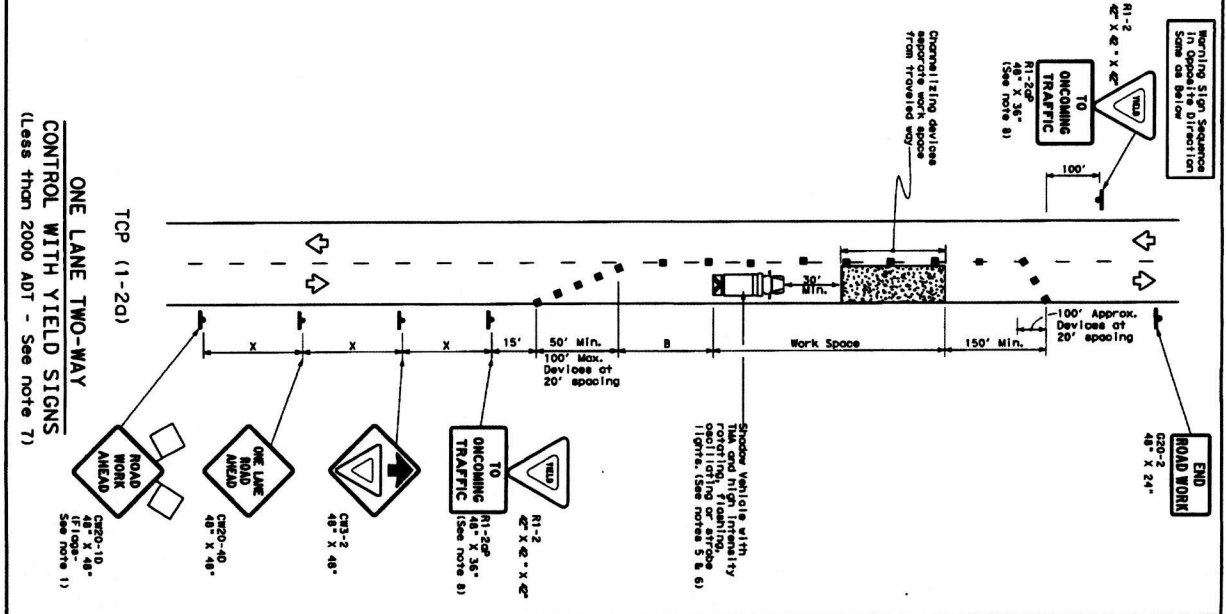 Warning Sign Sequence
in Opposite Direction
Same as Below
R1-2
42" X 42" X 42"
YIELD
TO
ONCOMING
TRAFFIC
R1-2aP
48" X 36"
(See note 8)
100'
Channelizing devices
separate work space
from traveled way
30'
Min.
100' Approx.
Devices at
20' spacing
END
ROAD WORK
G20-2
48" X 24"
X
X
X
15'
50' Min.
100' Max.
Devices at
20' spacing
B
Work Space
150' Min.
Shadow Vehicle with
TMA and high intensity
rotating, flashing,
oscillating or strobe
lights. (See notes 5 & 6)
YIELD
R1-2
42" X 42" X 42"
TO
ONCOMING
TRAFFIC
R1-2aP
48" X 36"
(See note 8)
CW3-2
48" X 48"
ONE LANE
ROAD
AHEAD
CW20-4D
48" X 48"
ROAD
WORK
AHEAD
CW20-1D
48" X 48"
(Flags-
See note 1)
TCP (1-2a)
ONE LANE TWO-WAY
CONTROL WITH YIELD SIGNS
(Less than 2000 ADT - See note 7)